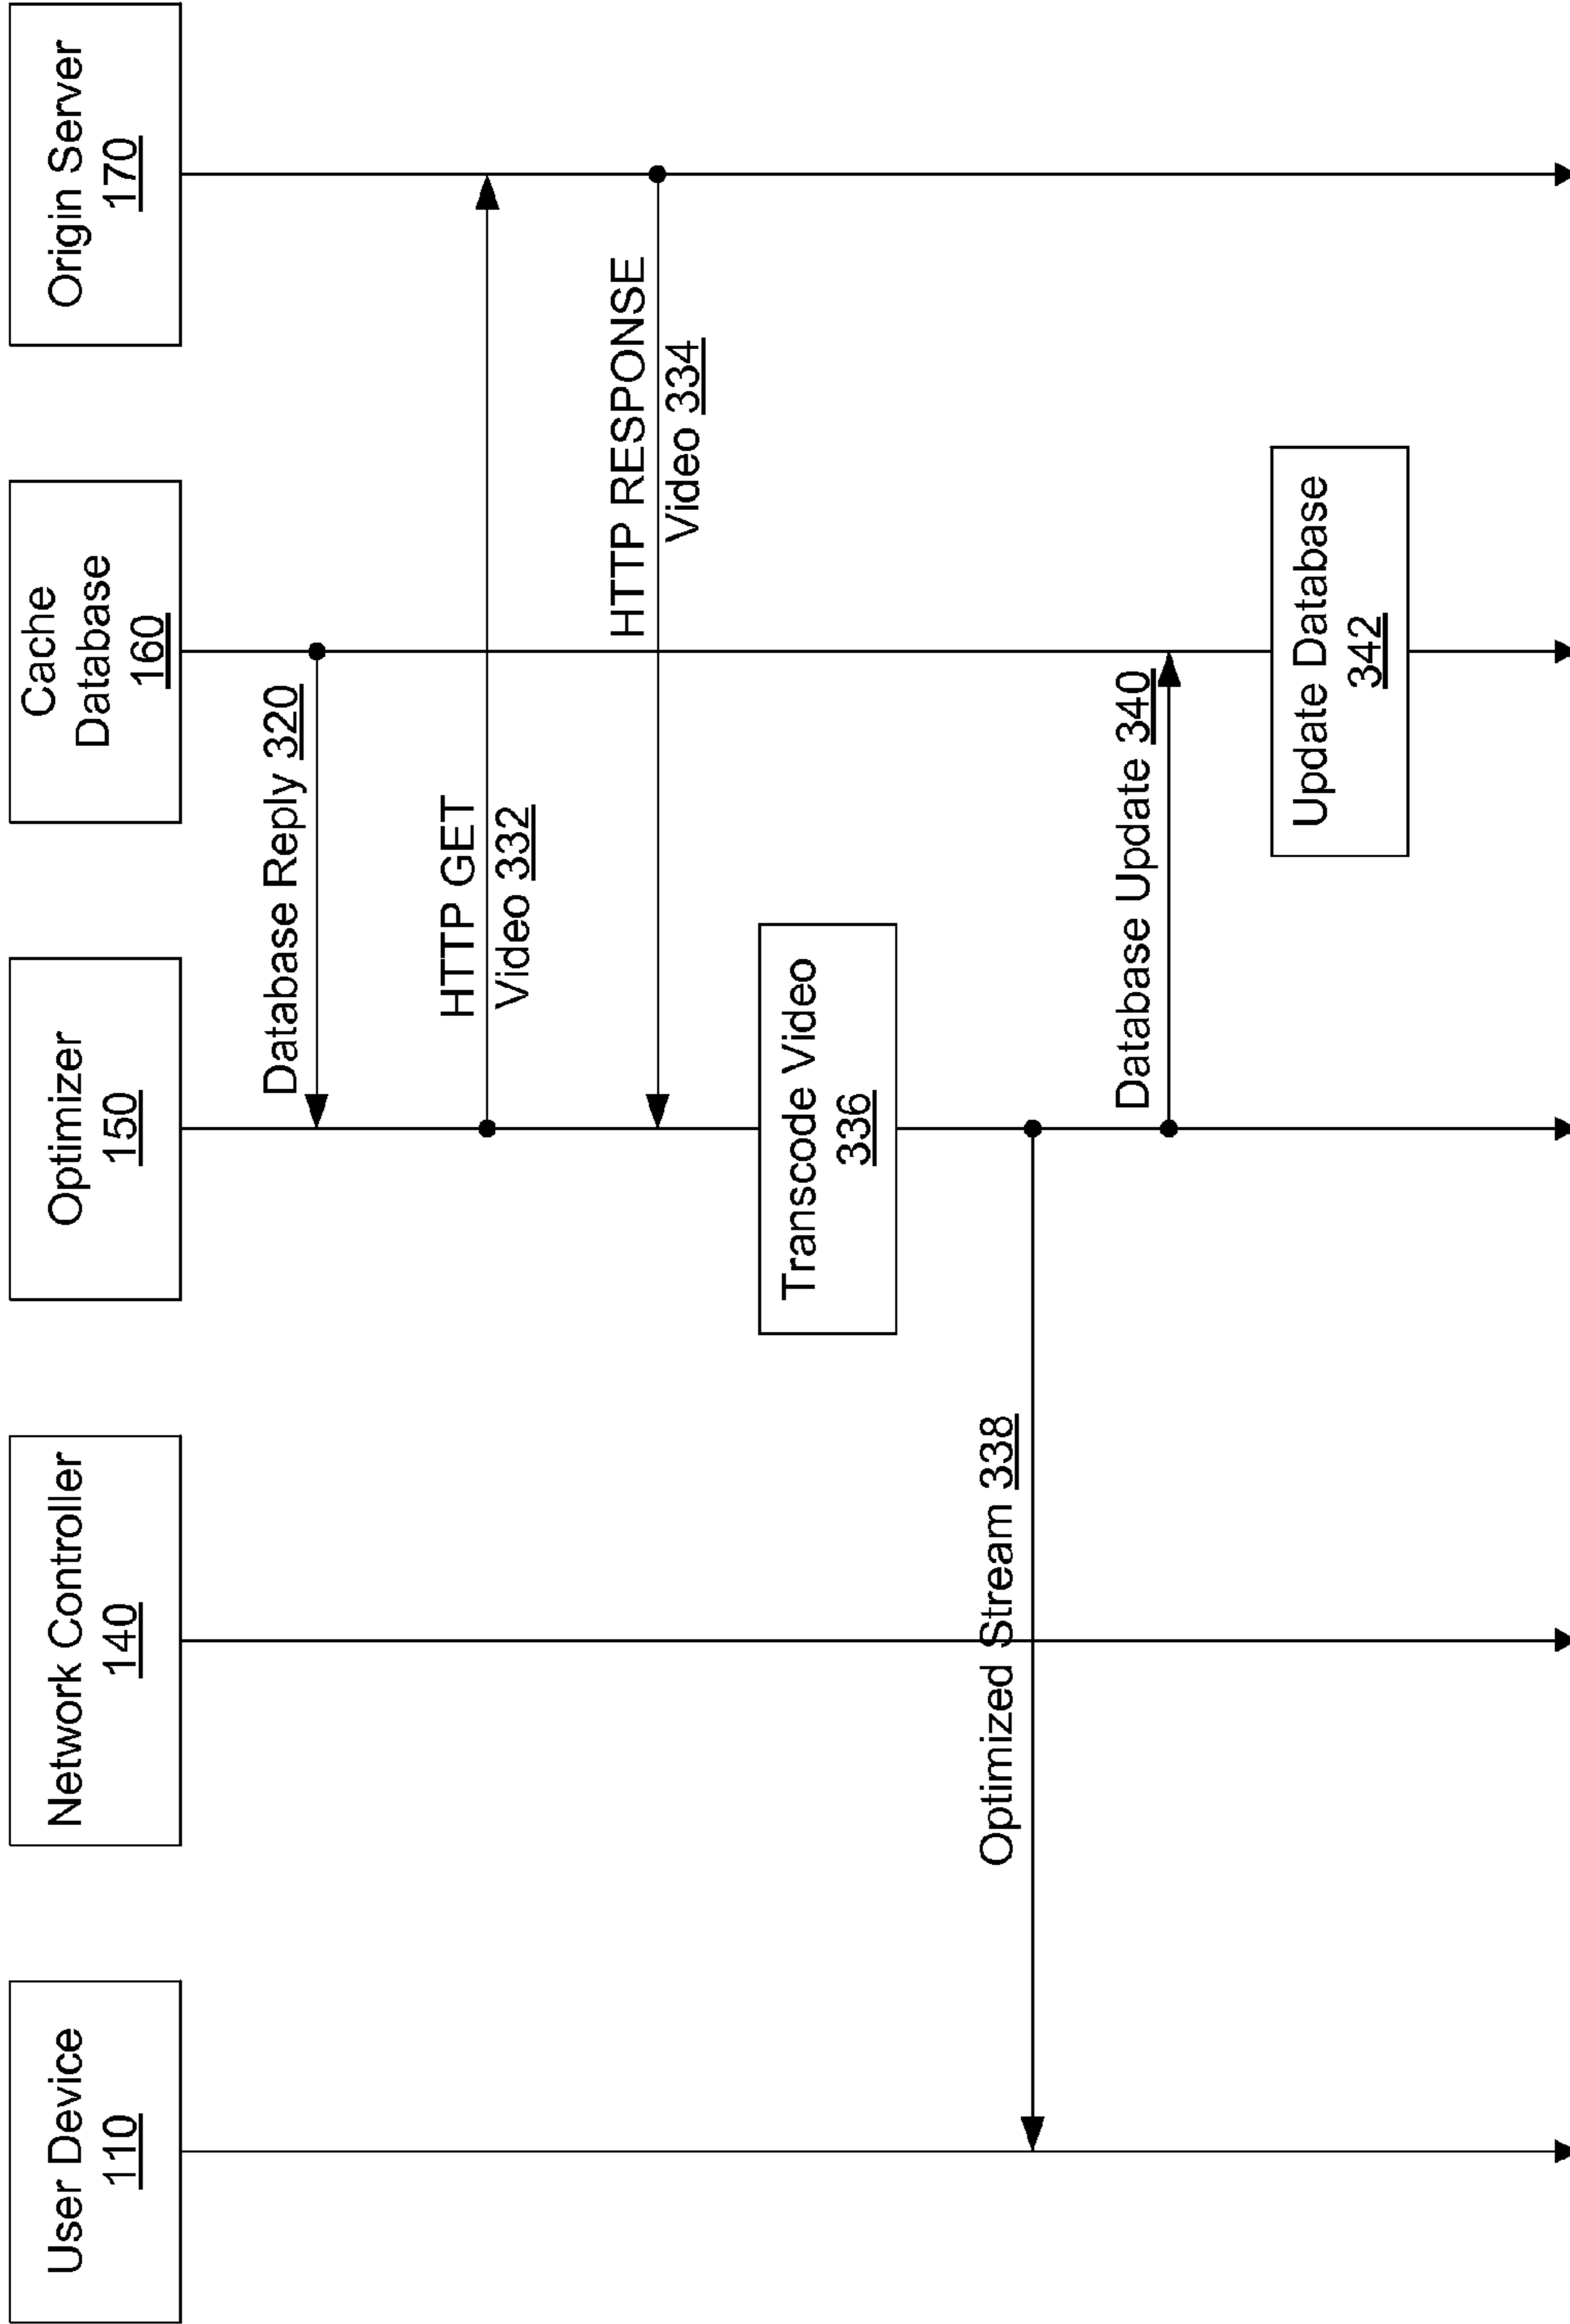 User Device
110
Network Controller
140
Optimizer
150
Cache
Database
160
Origin Server
170
Database Reply 320
HTTP GET
Video 332
HTTP RESPONSE
Video 334
Transcode Video
336
Optimized Stream 338
Database Update 340
Update Database
342